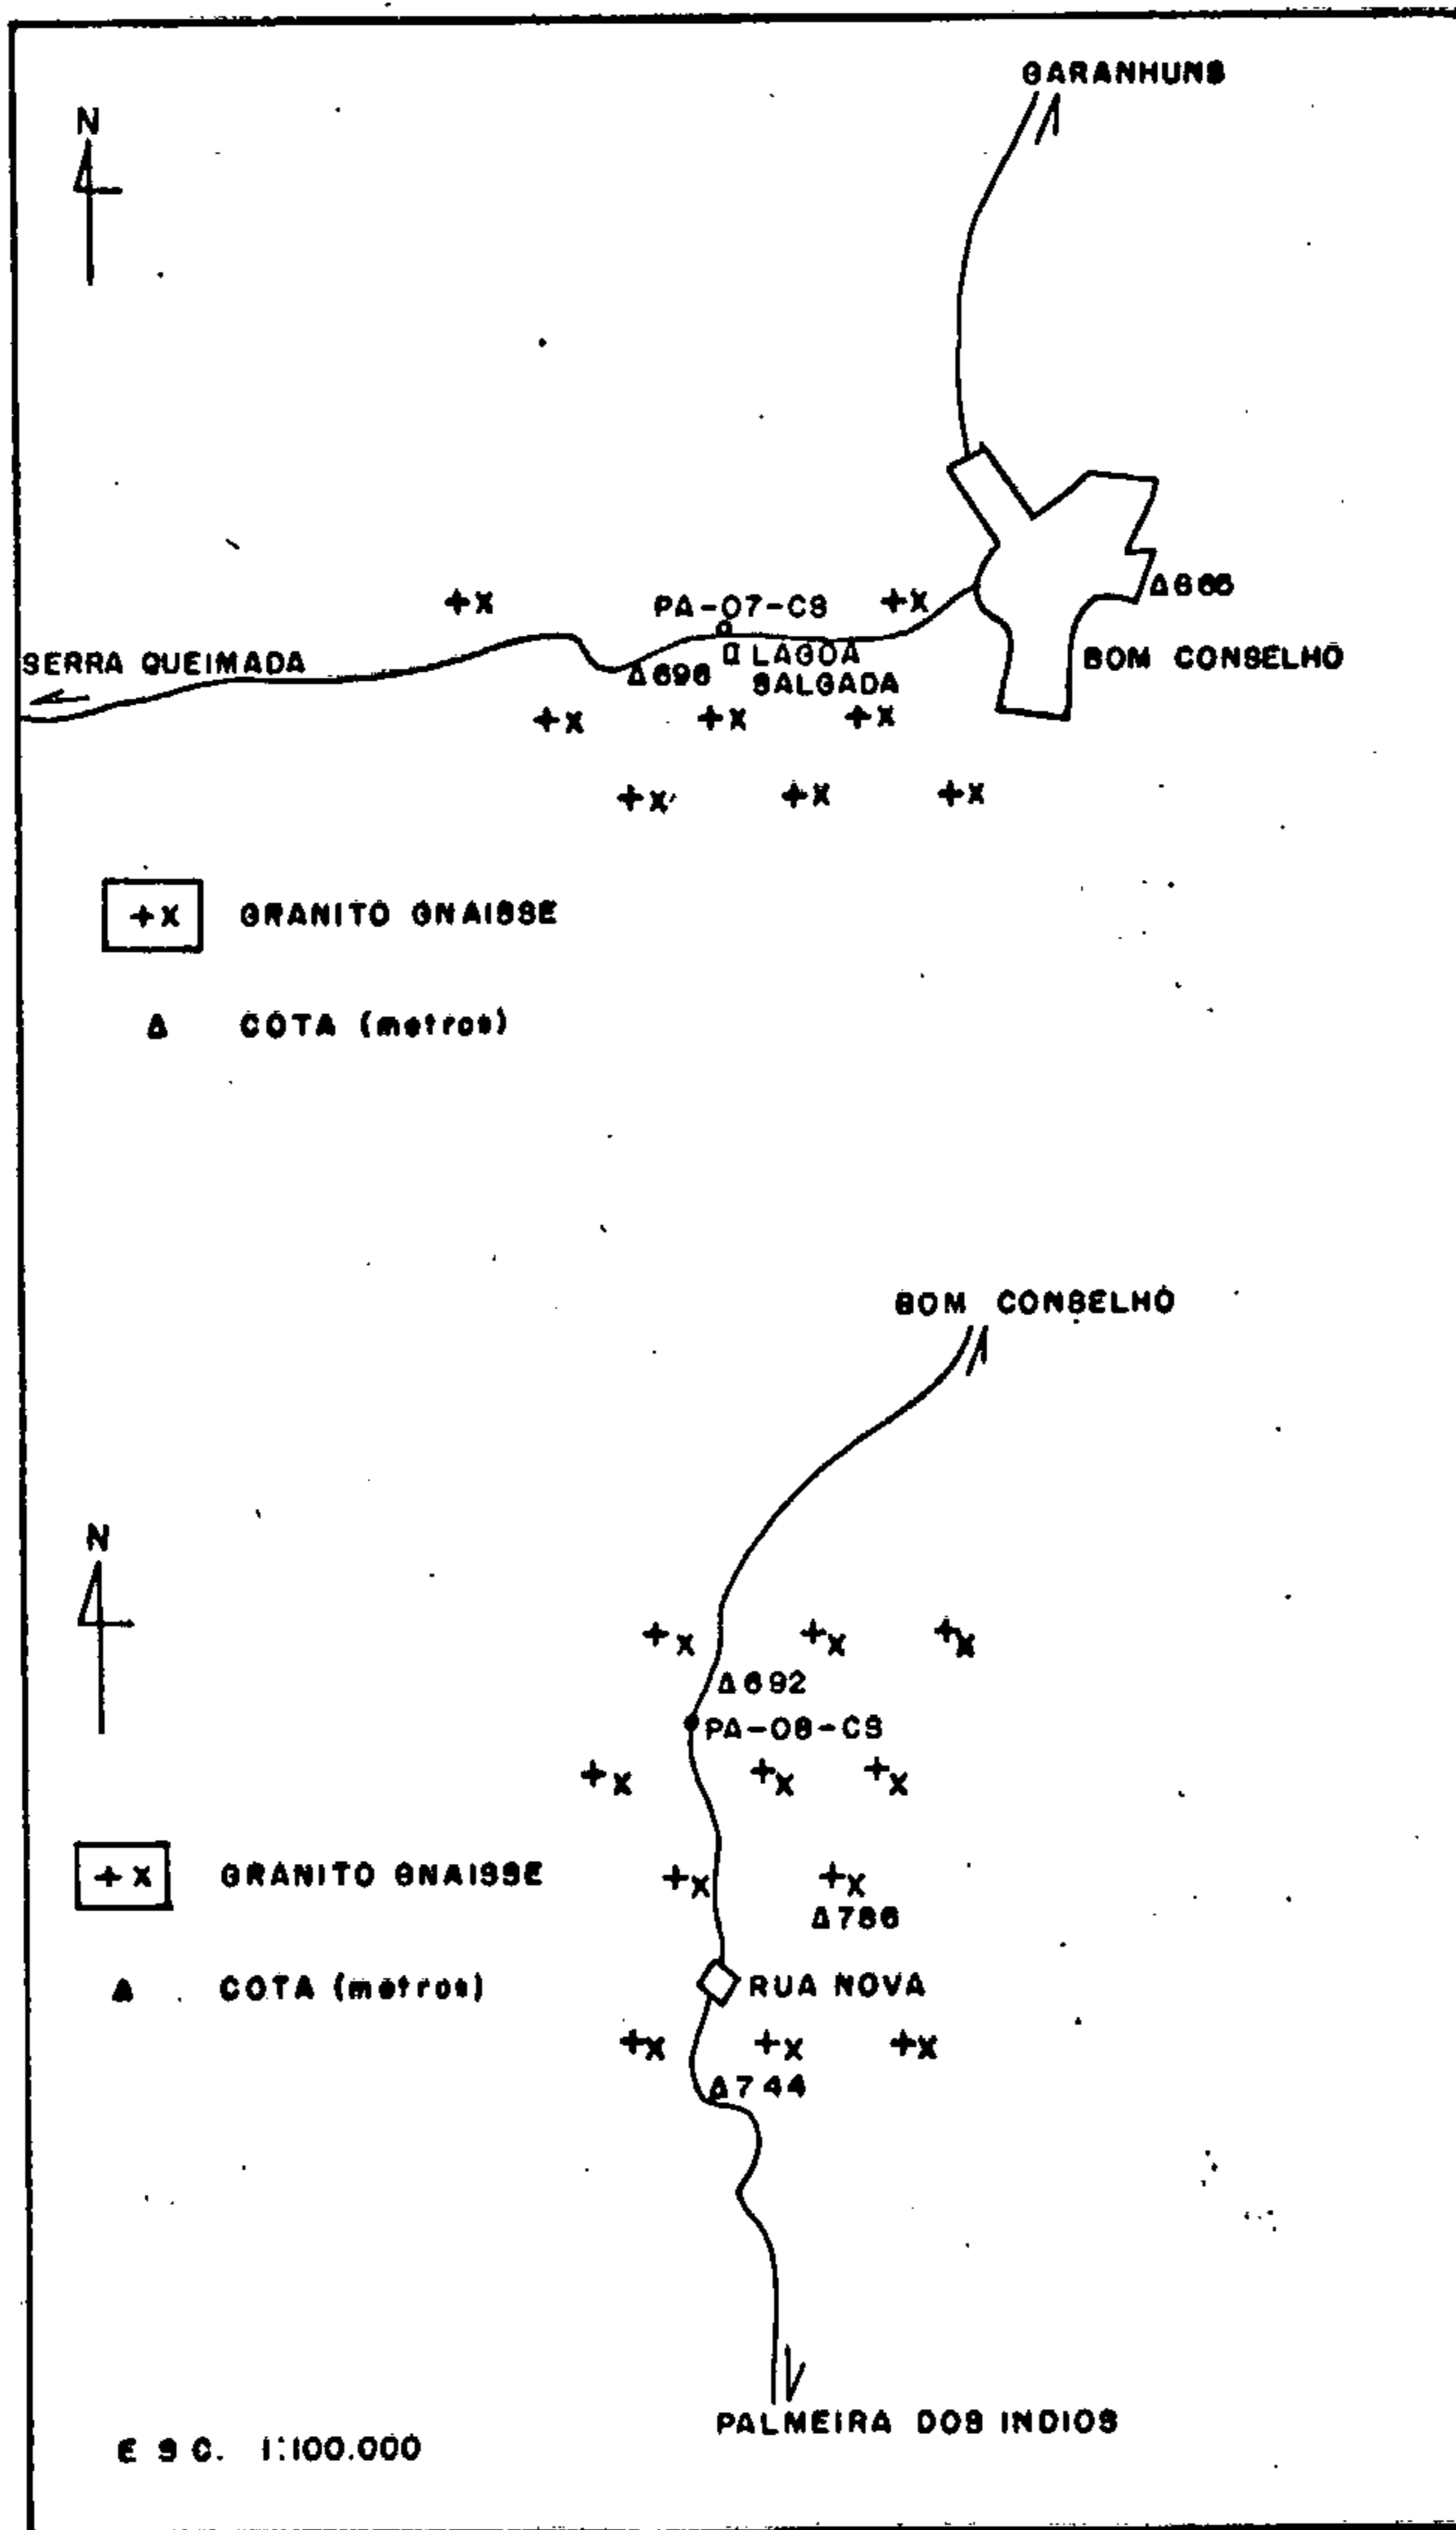 GARANHUNS
N
PA-07-CS
+X
+X
Δ665
SERRA QUEIMADA
Δ696
LAGOA
SALGADA
BOM CONSELHO
+X
+X
+X
+X
+X
+X
+X GRANITO GNAISSE
Δ COTA (metros)
BOM CONSELHO
N
+X
+X
+X
Δ692
PA-08-CS
+X
+X
+X
+X GRANITO GNAISSE
+X
+X
Δ786
Δ COTA (metros)
RUA NOVA
+X
+X
+X
Δ744
PALMEIRA DOS INDIOS
ESC. 1:100.000